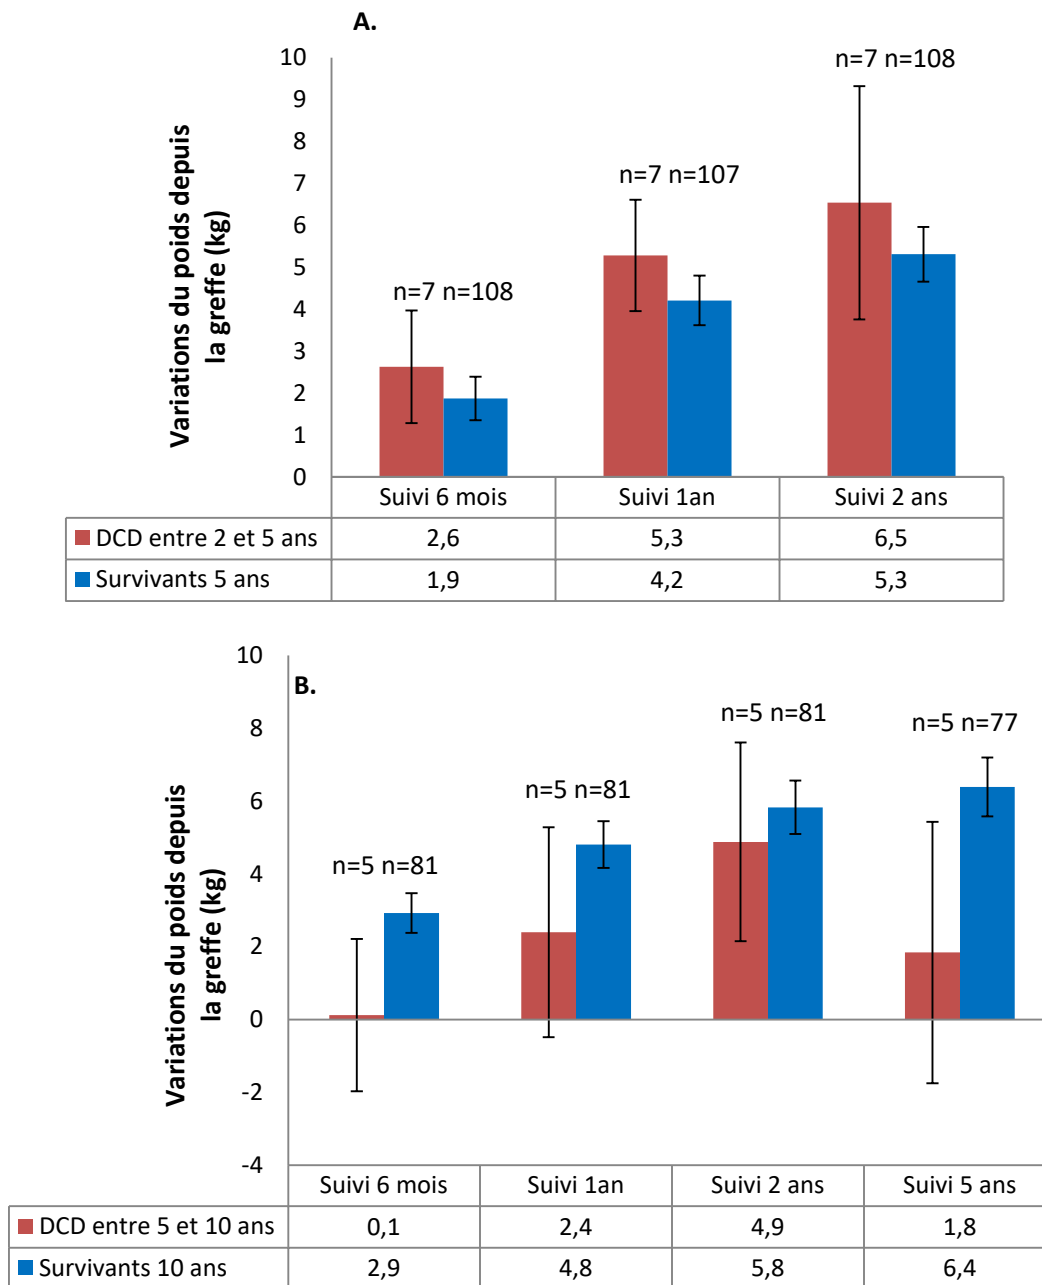 A.
Variations du poids depuis
la greffe (kg)
10
9
8
7
6
5
4
3
2
1
0
n=7 n=108
n=7 n=107
n=7 n=108
Suivi 6 mois Suivi 1an Suivi 2 ans
DCD entre 2 et 5 ans 2,6 5,3 6,5
Survivants 5 ans 1,9 4,2 5,3
B.
Variations du poids depuis
la greffe (kg)
10
8
6
4
2
0
-2
-4
n=5 n=81
n=5 n=81
n=5 n=81
n=5 n=77
Suivi 6 mois Suivi 1an Suivi 2 ans Suivi 5 ans
DCD entre 5 et 10 ans 0,1 2,4 4,9 1,8
Survivants 10 ans 2,9 4,8 5,8 6,4